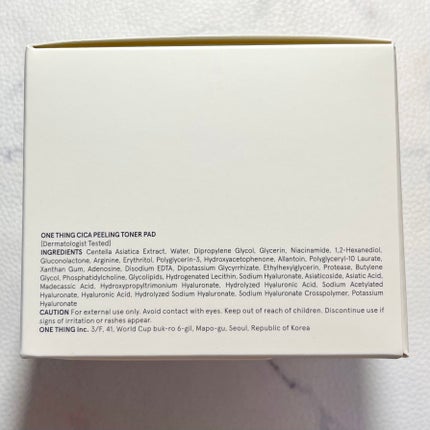 ONE THING CICA PEELING TONER PAD
[Dermatologist Tested]
INGREDIENTS Centella Asiatica Extract, Water, Dipropylene Glycol, Glycerin, Niacinamide, 1,2-Hexanediol,
Gluconolactone, Arginine, Erythritol, Polyglycerin-3, Hydroxyacetophenone, Allantoin, Polyglyceryl-10 Laurate,
Xanthan Gum, Adenosine, Disodium EDTA, Dipotassium Glycyrrhizate, Ethylhexylglycerin, Protease, Butylene
Glycol, Phosphatidylcholine, Glycolipids, Hydrogenated Lecithin, Sodium Hyaluronate, Asiaticoside, Asiatic Acid,
Madecassic Acid, Hydroxypropyltrimonium Hyaluronate, Hydrolyzed Hyaluronic Acid, Sodium Acetylated
Hyaluronate, Hyaluronic Acid, Hydrolyzed Sodium Hyaluronate, Sodium Hyaluronate Crosspolymer, Potassium
Hyaluronate
CAUTION For external use only. Avoid contact with eyes. Keep out of reach of children. Discontinue use if
signs of irritation or rashes appear.
ONE THING Inc. 3/F, 41, World Cup buk-ro 6-gil, Mapo-gu, Seoul, Republic of Korea